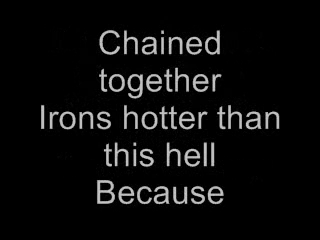 Chained
together
Irons hotter than
this hell
Because